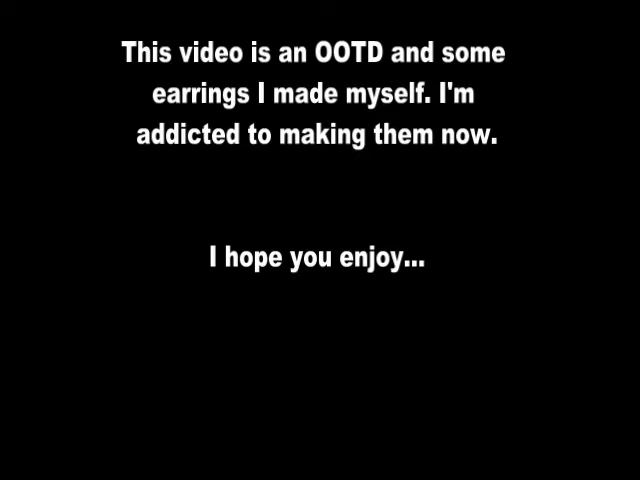 This video is an OOTD and some
earrings I made myself. I'm
addicted to making them now.
I hope you enjoy...